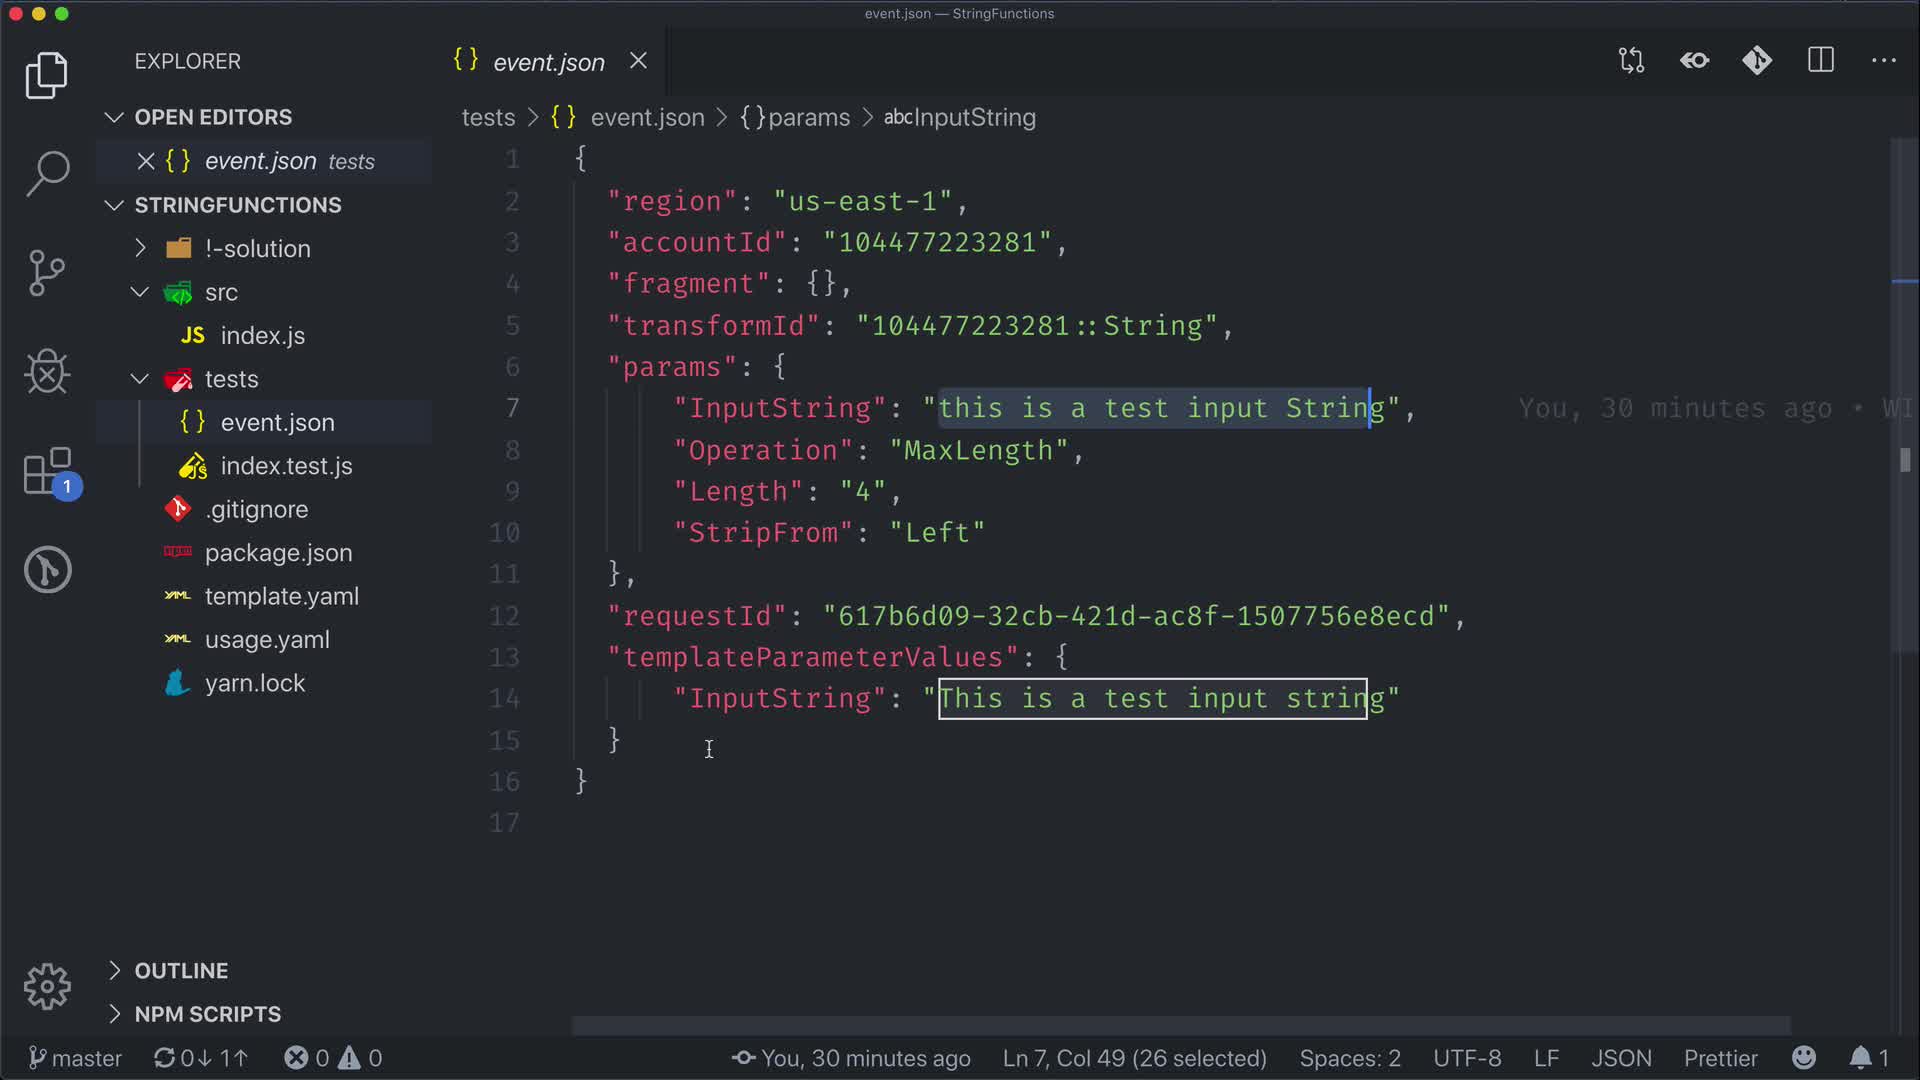 event.json — StringFunctions
EXPLORER
OPEN EDITORS
{} event.json tests
STRINGFUNCTIONS
!-solution
src
JS index.js
tests
{} event.json
JS index.test.js
.gitignore
npm package.json
YAML template.yaml
YAML usage.yaml
yarn.lock
OUTLINE
NPM SCRIPTS
1
{} event.json
tests > {} event.json > {}params > abcInputString
1 {
2 "region": "us-east-1",
3 "accountId": "104477223281",
4 "fragment": {},
5 "transformId": "104477223281::String",
6 "params": {
7 "InputString": "this is a test input String", You, 30 minutes ago • WI
8 "Operation": "MaxLength",
9 "Length": "4",
10 "StripFrom": "Left"
11 },
12 "requestId": "617b6d09-32cb-421d-ac8f-1507756e8ecd",
13 "templateParameterValues": {
14 "InputString": "This is a test input string"
15 }
16 }
17
master 0↓ 1↑ 0 0 You, 30 minutes ago Ln 7, Col 49 (26 selected) Spaces: 2 UTF-8 LF JSON Prettier 1